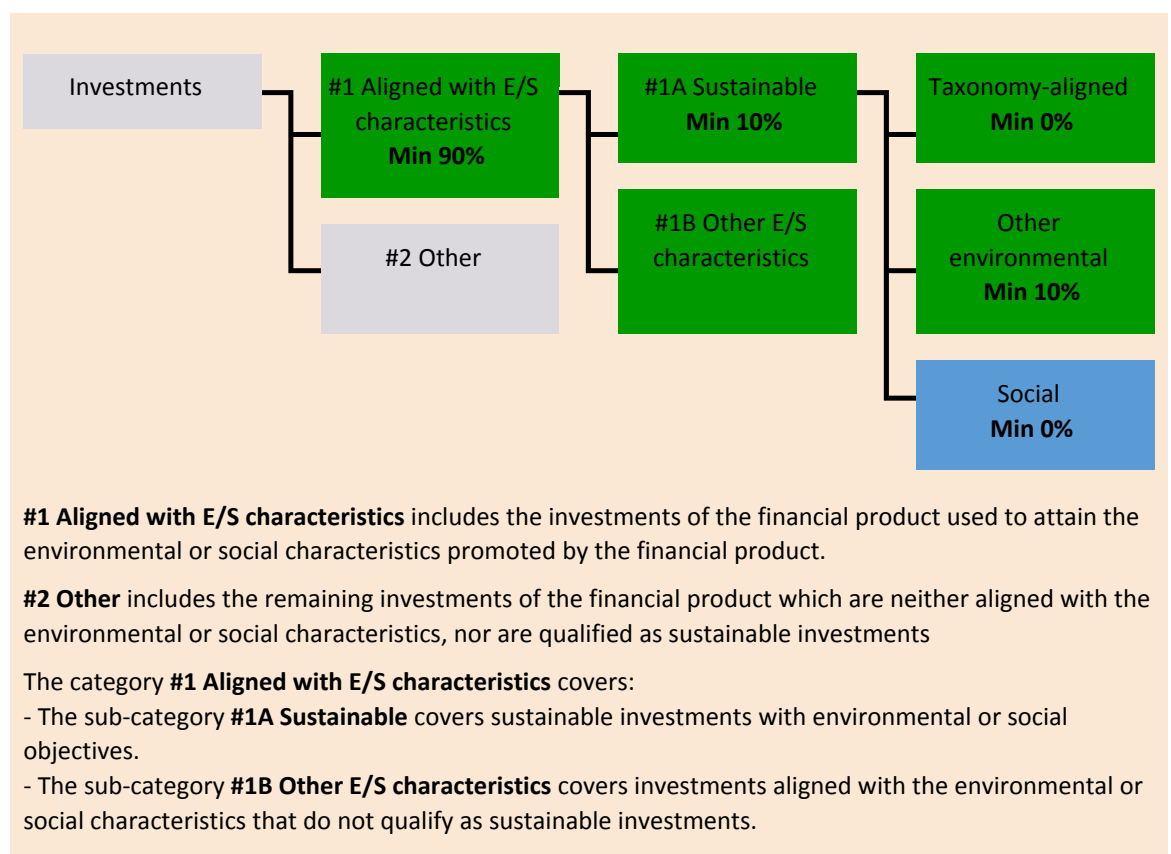 Investments
#1 Aligned with E/S
characteristics
Min 90%
#2 Other
#1A Sustainable
Min 10%
#1B Other E/S
characteristics
Taxonomy-aligned
Min 0%
Other
environmental
Min 10%
Social
Min 0%
#1 Aligned with E/S characteristics includes the investments of the financial product used to attain the
environmental or social characteristics promoted by the financial product.
#2 Other includes the remaining investments of the financial product which are neither aligned with the
environmental or social characteristics, nor are qualified as sustainable investments
The category #1 Aligned with E/S characteristics covers:
- The sub-category #1A Sustainable covers sustainable investments with environmental or social
objectives.
- The sub-category #1B Other E/S characteristics covers investments aligned with the environmental or
social characteristics that do not qualify as sustainable investments.